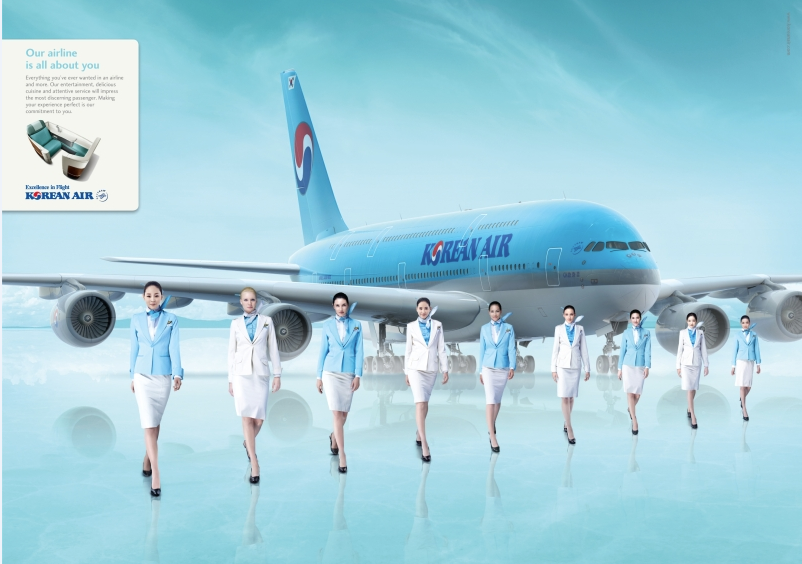 Our airline
is all about you
Everything you've ever wanted in an airline
and more. Our entertainment, delicious
cuisine and attentive service will impress
the most discerning passenger. Making
your experience perfect is our
commitment to you.
Excellence in Flight
KOREAN AIR
KOREAN AIR